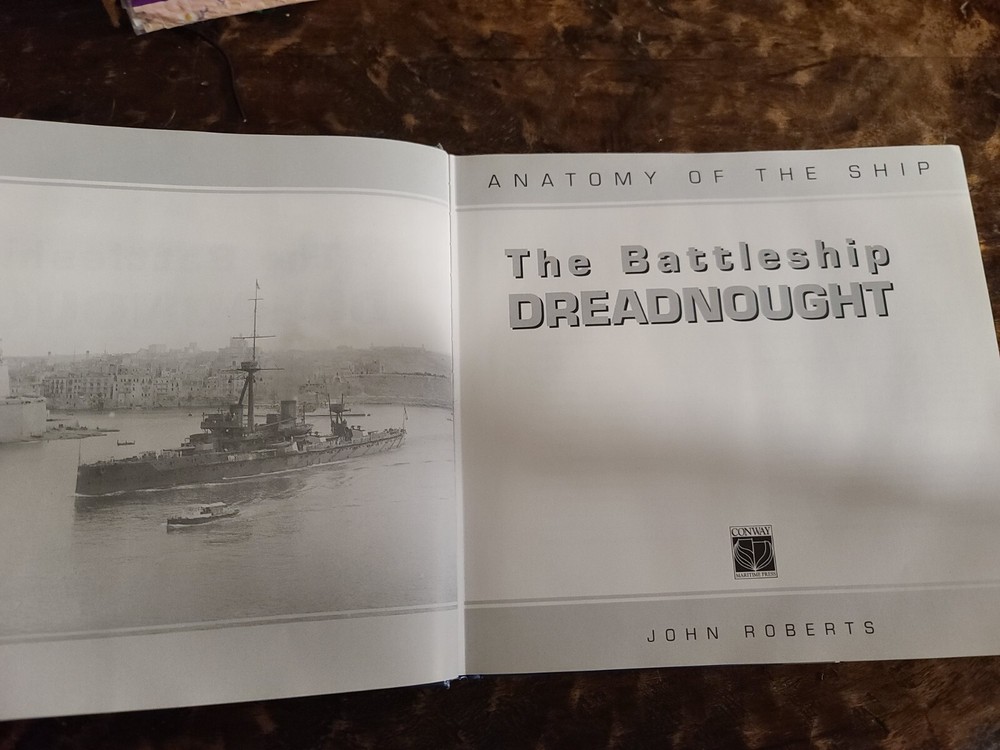 ANATOMY OF THE SHIP
The Battleship
DREADNOUGHT
CONWAY
MARITIME PRESS
JOHN ROBERTS